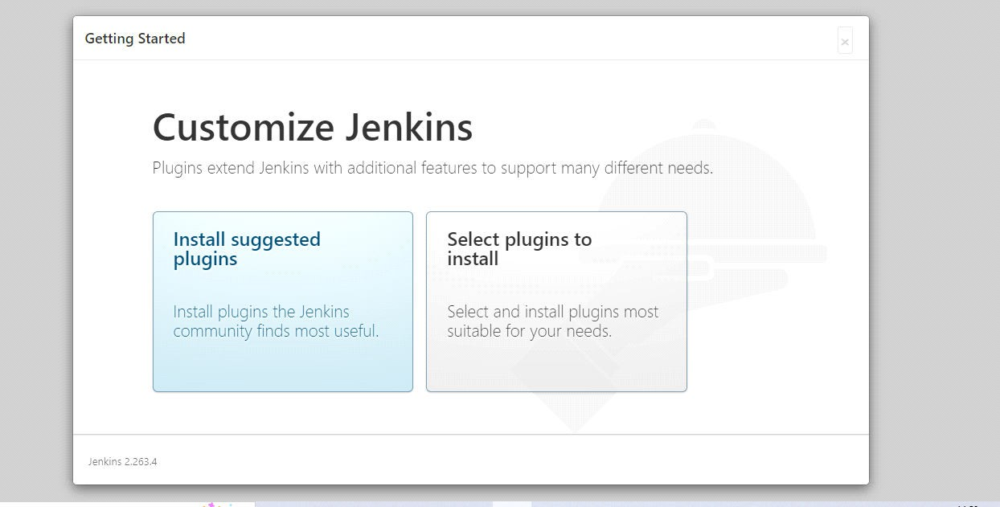 Getting Started
×
Customize Jenkins
Plugins extend Jenkins with additional features to support many different needs.
Install suggested
plugins
Install plugins the Jenkins
community finds most useful.
Select plugins to
install
Select and install plugins most
suitable for your needs.
Jenkins 2.263.4